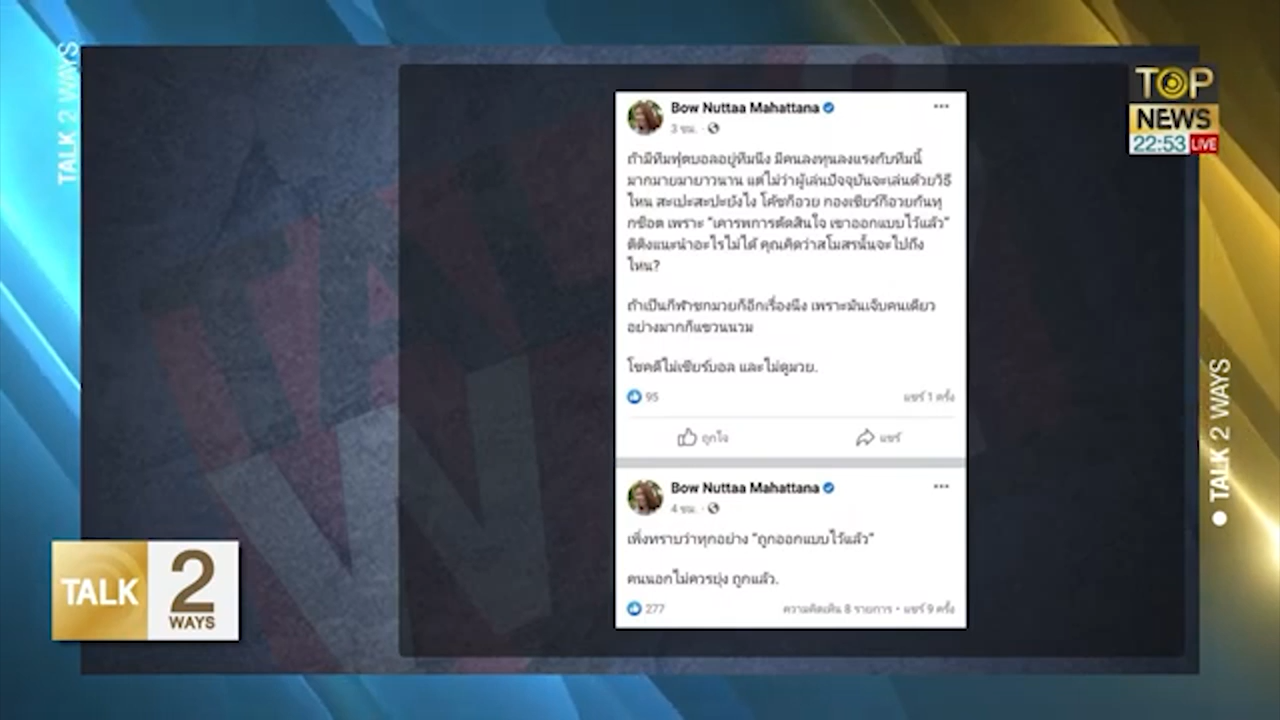 TALK 2 WAYS
TOP
NEWS
22:53 LIVE
Bow Nuttaa Mahattana
3 ชม.
ถ้ามีทีมฟุตบอลอยู่ทีมนึง มีคนลงทุนลงแรงกับทีมนี้
มากมายมายาวนาน แต่ไม่ว่าผู้เล่นปัจจุบันจะเล่นด้วยวิธี
ไหน สะเปะสะปะยังไง โค้ชก็อวย กองเชียร์ก็อวยกันทุ
กช็อต เพราะ “เคารพการตัดสินใจ เขาออกแบบไว้แล้ว”
ติติงแนะนำอะไรไม่ได้ คุณคิดว่าสโมสรนั้นจะไปถึง
ไหน?
ถ้าเป็นกีฬาชกมวยก็อีกเรื่องนึง เพราะมันเจ็บคนเดียว
อย่างมากก็แขวนนวม
โชคดีไม่เชียร์บอล และไม่ดูมวย.
95 แชร์ 1 ครั้ง
ถูกใจ แชร์
Bow Nuttaa Mahattana
4 ชม.
เพิ่งทราบว่าทุกอย่าง “ถูกออกแบบไว้แล้ว”
คนนอกไม่ควรยุ่ง ถูกแล้ว.
277 ความคิดเห็น 8 รายการ • แชร์ 9 ครั้ง
TALK 2 WAYS
TALK
2
WAYS